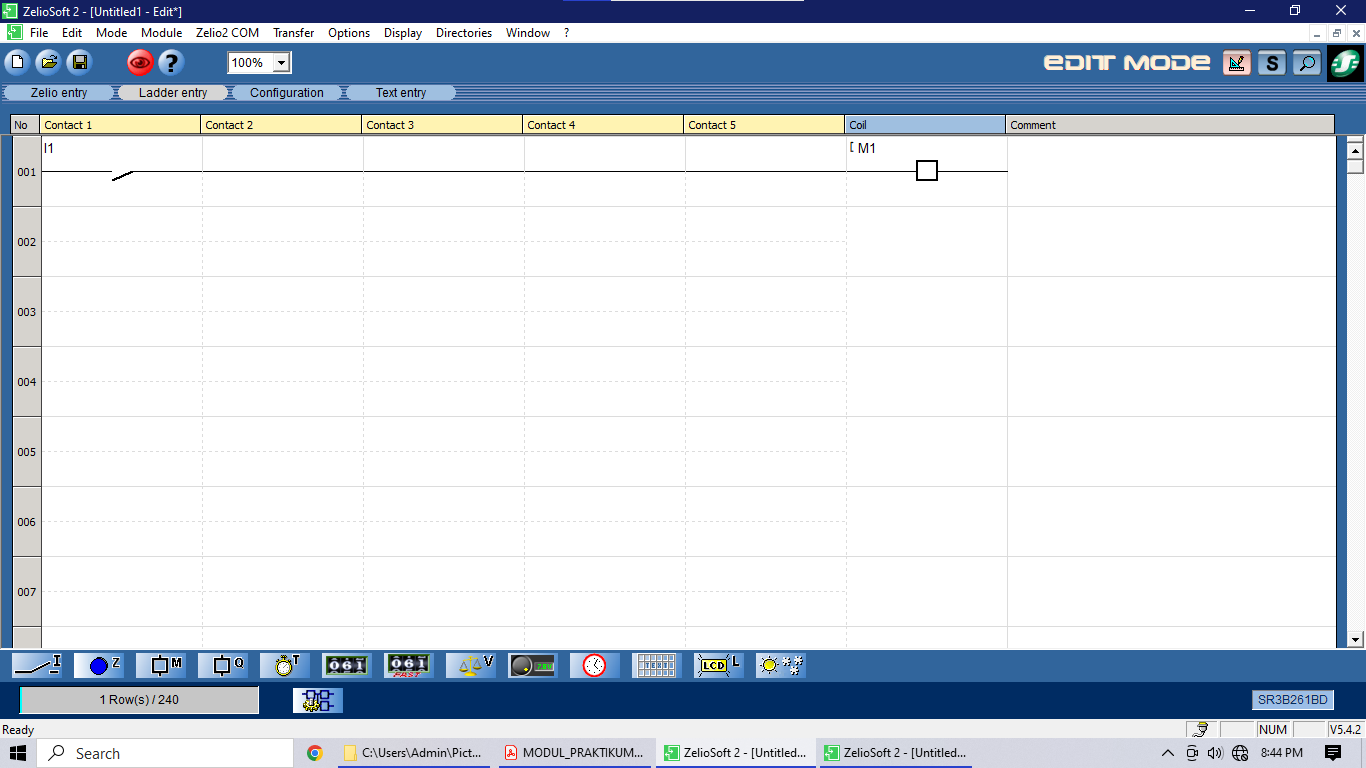 ZelioSoft 2 - [Untitled1 - Edit*]
File Edit Mode Module Zelio2 COM Transfer Options Display Directories Window ?
100% EDIT MODE S
Zelio entry Ladder entry Configuration Text entry
No Contact 1 Contact 2 Contact 3 Contact 4 Contact 5 Coil Comment
I1 [ M1
001
002
003
004
005
006
007
I Z M Q T 061 061 FAST V TEXTE LCD L
1 Row(s) / 240 SR3B261BD
Ready NUM V5.4.2
Search C:\Users\Admin\Pict... MODUL_PRAKTIKUM... ZelioSoft 2 - [Untitled... ZelioSoft 2 - [Untitled... 8:44 PM